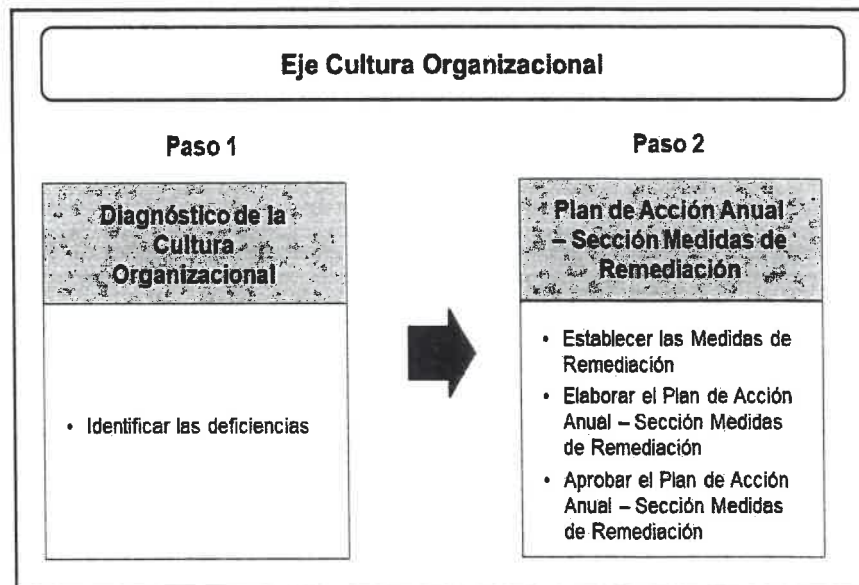 Eje Cultura Organizacional
Paso 1
Diagnóstico de la
Cultura
Organizacional
• Identificar las deficiencias
Paso 2
Plan de Acción Anual
– Sección Medidas de
Remediación
• Establecer las Medidas de
Remediación
• Elaborar el Plan de Acción
Anual – Sección Medidas
de Remediación
• Aprobar el Plan de Acción
Anual – Sección Medidas
de Remediación